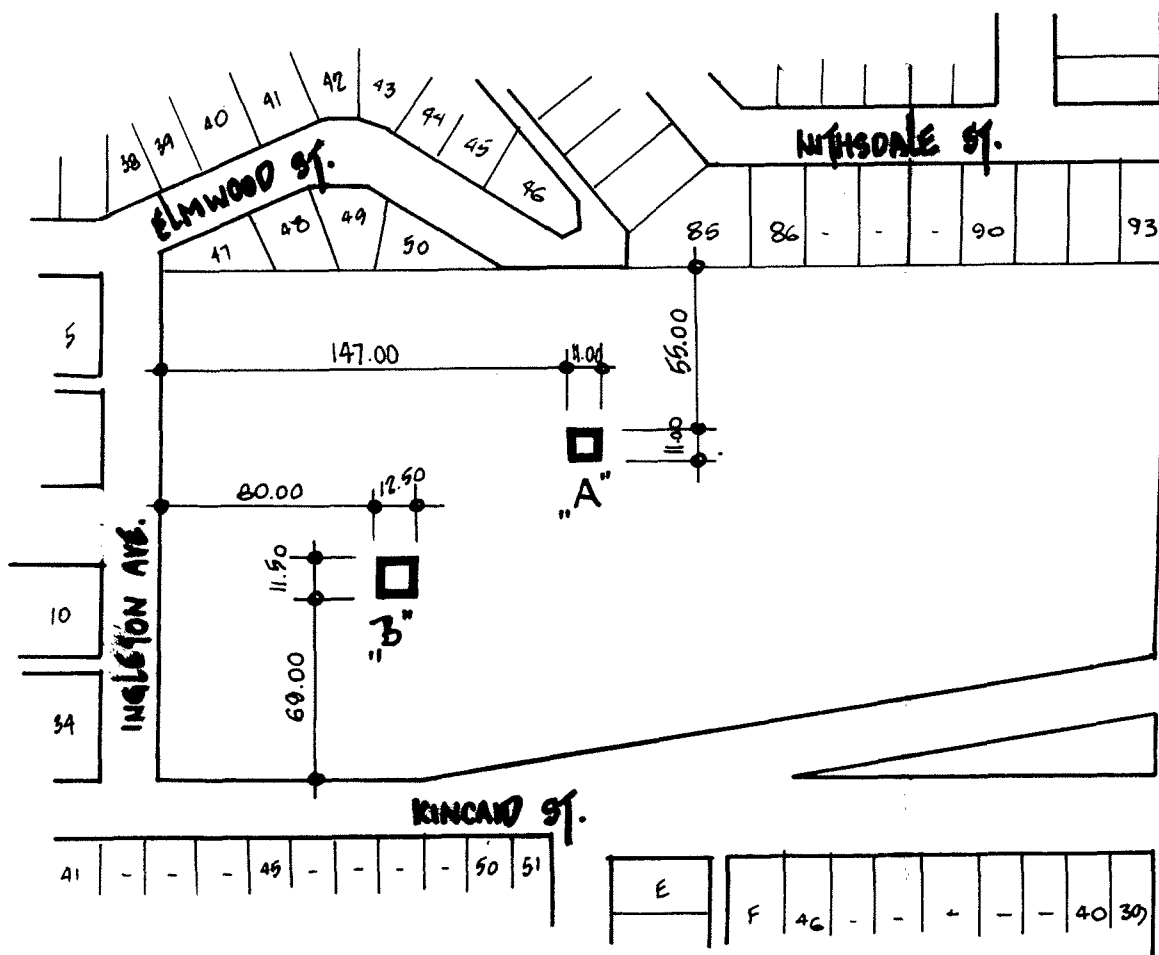 38 39 40 41 42 43 44 45 46
ELMWOOD ST.
NITHSDALE ST.
47 48 49 50
85 86 - - - 90 93
5
147.00
55.00
11.00
80.00 12.50
„A"
INGLETON AVE.
11.50
„B"
10
69.00
34
KINCAID ST.
41 - - - 45 - - - - 50 51
E
F 46 - - - - - 40 39